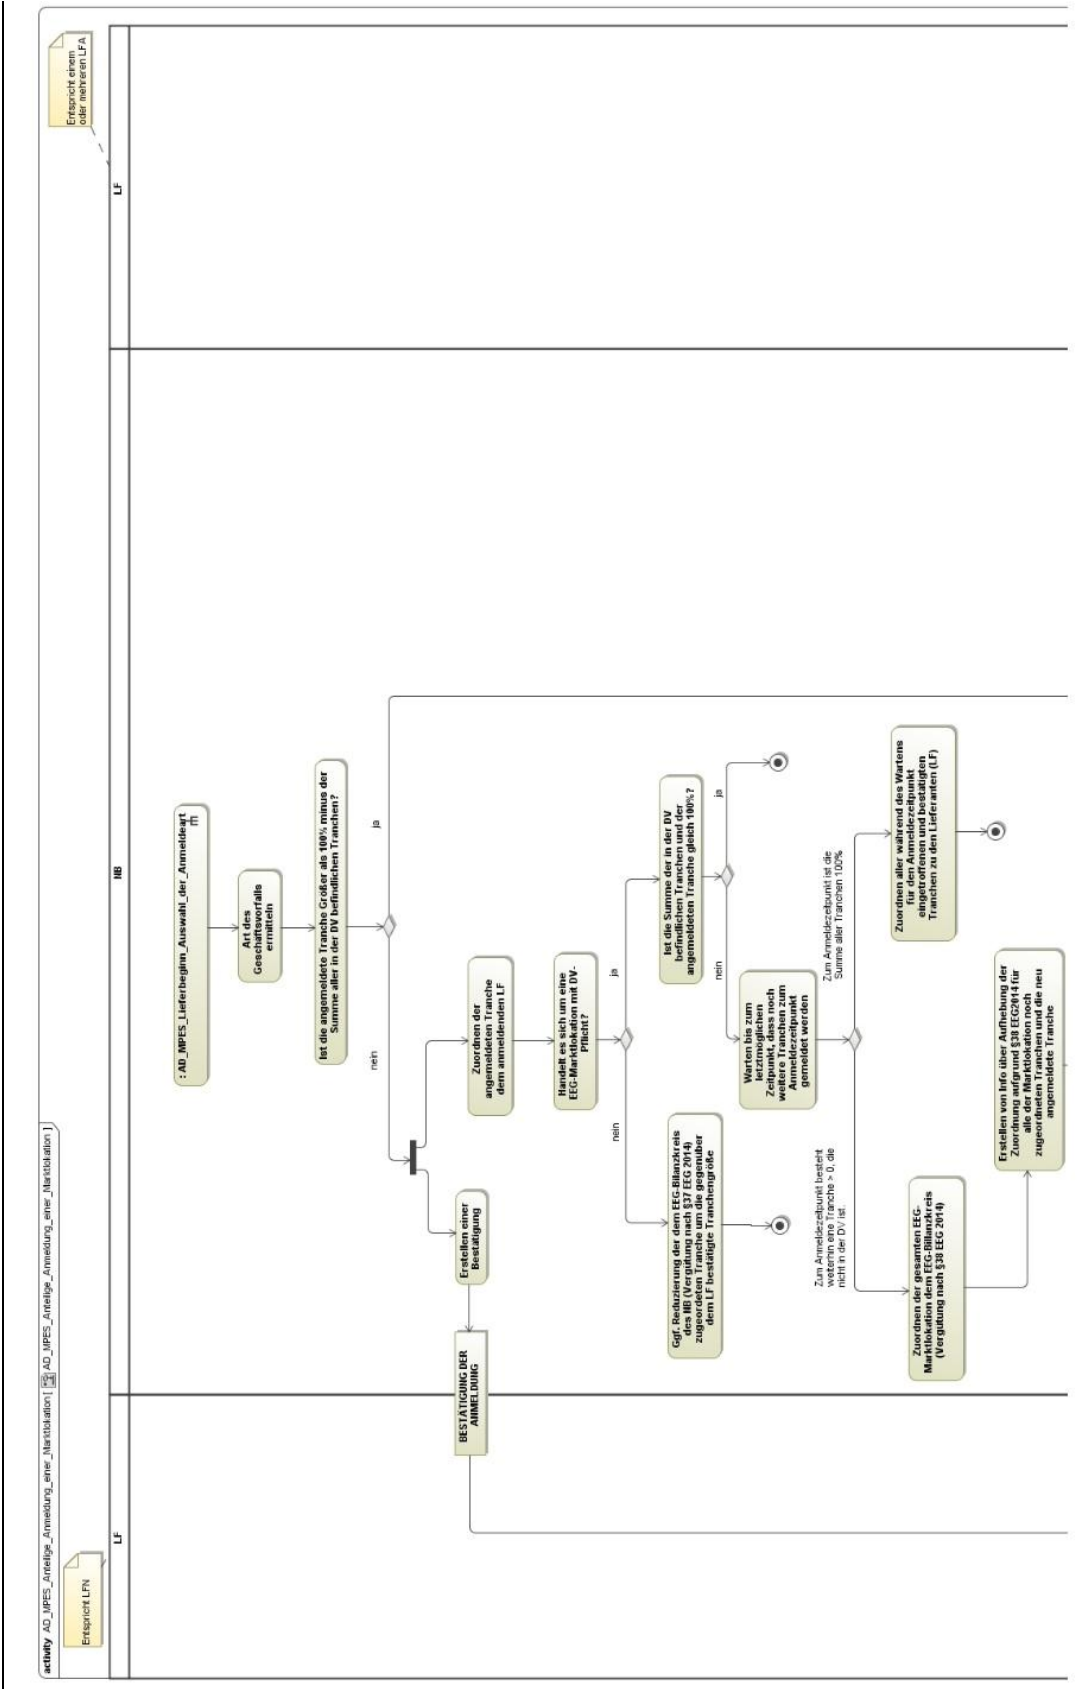 activity AD_MPES_Anteilige_Anmeldung_einer_Marktlokation [ AD_MPES_Anteilige_Anmeldung_einer_Marktlokation ]
Entspricht LFN
Entspricht einem
oder mehreren LFA
LF
NB
LF
: AD_MPES_Lieferbeginn_Auswahl_der_Anmeldeart
Art des
Geschäftsvorfalls
ermitteln
Ist die angemeldete Tranche Größer als 100% minus der
Summe aller in der DV befindlichen Tranchen?
nein
ja
Erstellen einer
Bestätigung
BESTÄTIGUNG DER
ANMELDUNG
Zuordnen der
angemeldeten Tranche
dem anmeldenden LF
Handelt es sich um eine
EEG-Marktlokation mit DV-
Pflicht?
nein
ja
Ggf. Reduzierung der dem EEG-Bilanzkreis
des NB (Vergütung nach §37 EEG 2014)
zugeordeten Tranche um die gegenüber
dem LF bestätigte Tranchengröße
Ist die Summe der in der DV
befindlichen Tranchen und der
angemeldeten Tranche gleich 100%?
nein
ja
Warten bis zum
letztmöglichen
Zeitpunkt, dass noch
weitere Tranchen zum
Anmeldezeitpunkt
gemeldet werden
Zum Anmeldezeitpunkt besteht
weiterhin eine Tranche > 0, die
nicht in der DV ist.
Zum Anmeldezeitpunkt ist die
Summe aller Tranchen 100%
Zuordnen der gesamten EEG-
Marktlokation dem EEG-Billanzkreis
(Vergütung nach §38 EEG 2014)
Zuordnen aller während des Wartens
für den Anmeldezeitpunkt
eingetroffenen und bestätigten
Tranchen zu den Lieferanten (LF)
Erstellen von Info über Aufhebung der
Zuordnung aufgrund §38 EEG2014 für
alle der Marktlokation noch
zugeordneten Tranchen und die neu
angemeldete Tranche